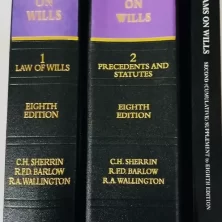 ON
WILLS
1
LAW OF WILLS
EIGHTH
EDITION
C.H. SHERRIN
R.F.D. BARLOW
R.A. WALLINGTON
ON
WILLS
2
PRECEDENTS AND
STATUTES
EIGHTH
EDITION
C.H. SHERRIN
R.F.D. BARLOW
R.A. WALLINGTON
AMS ON WILLS
SECOND CUMULATIVE SUPPLEMENT to EIGHTH EDITION